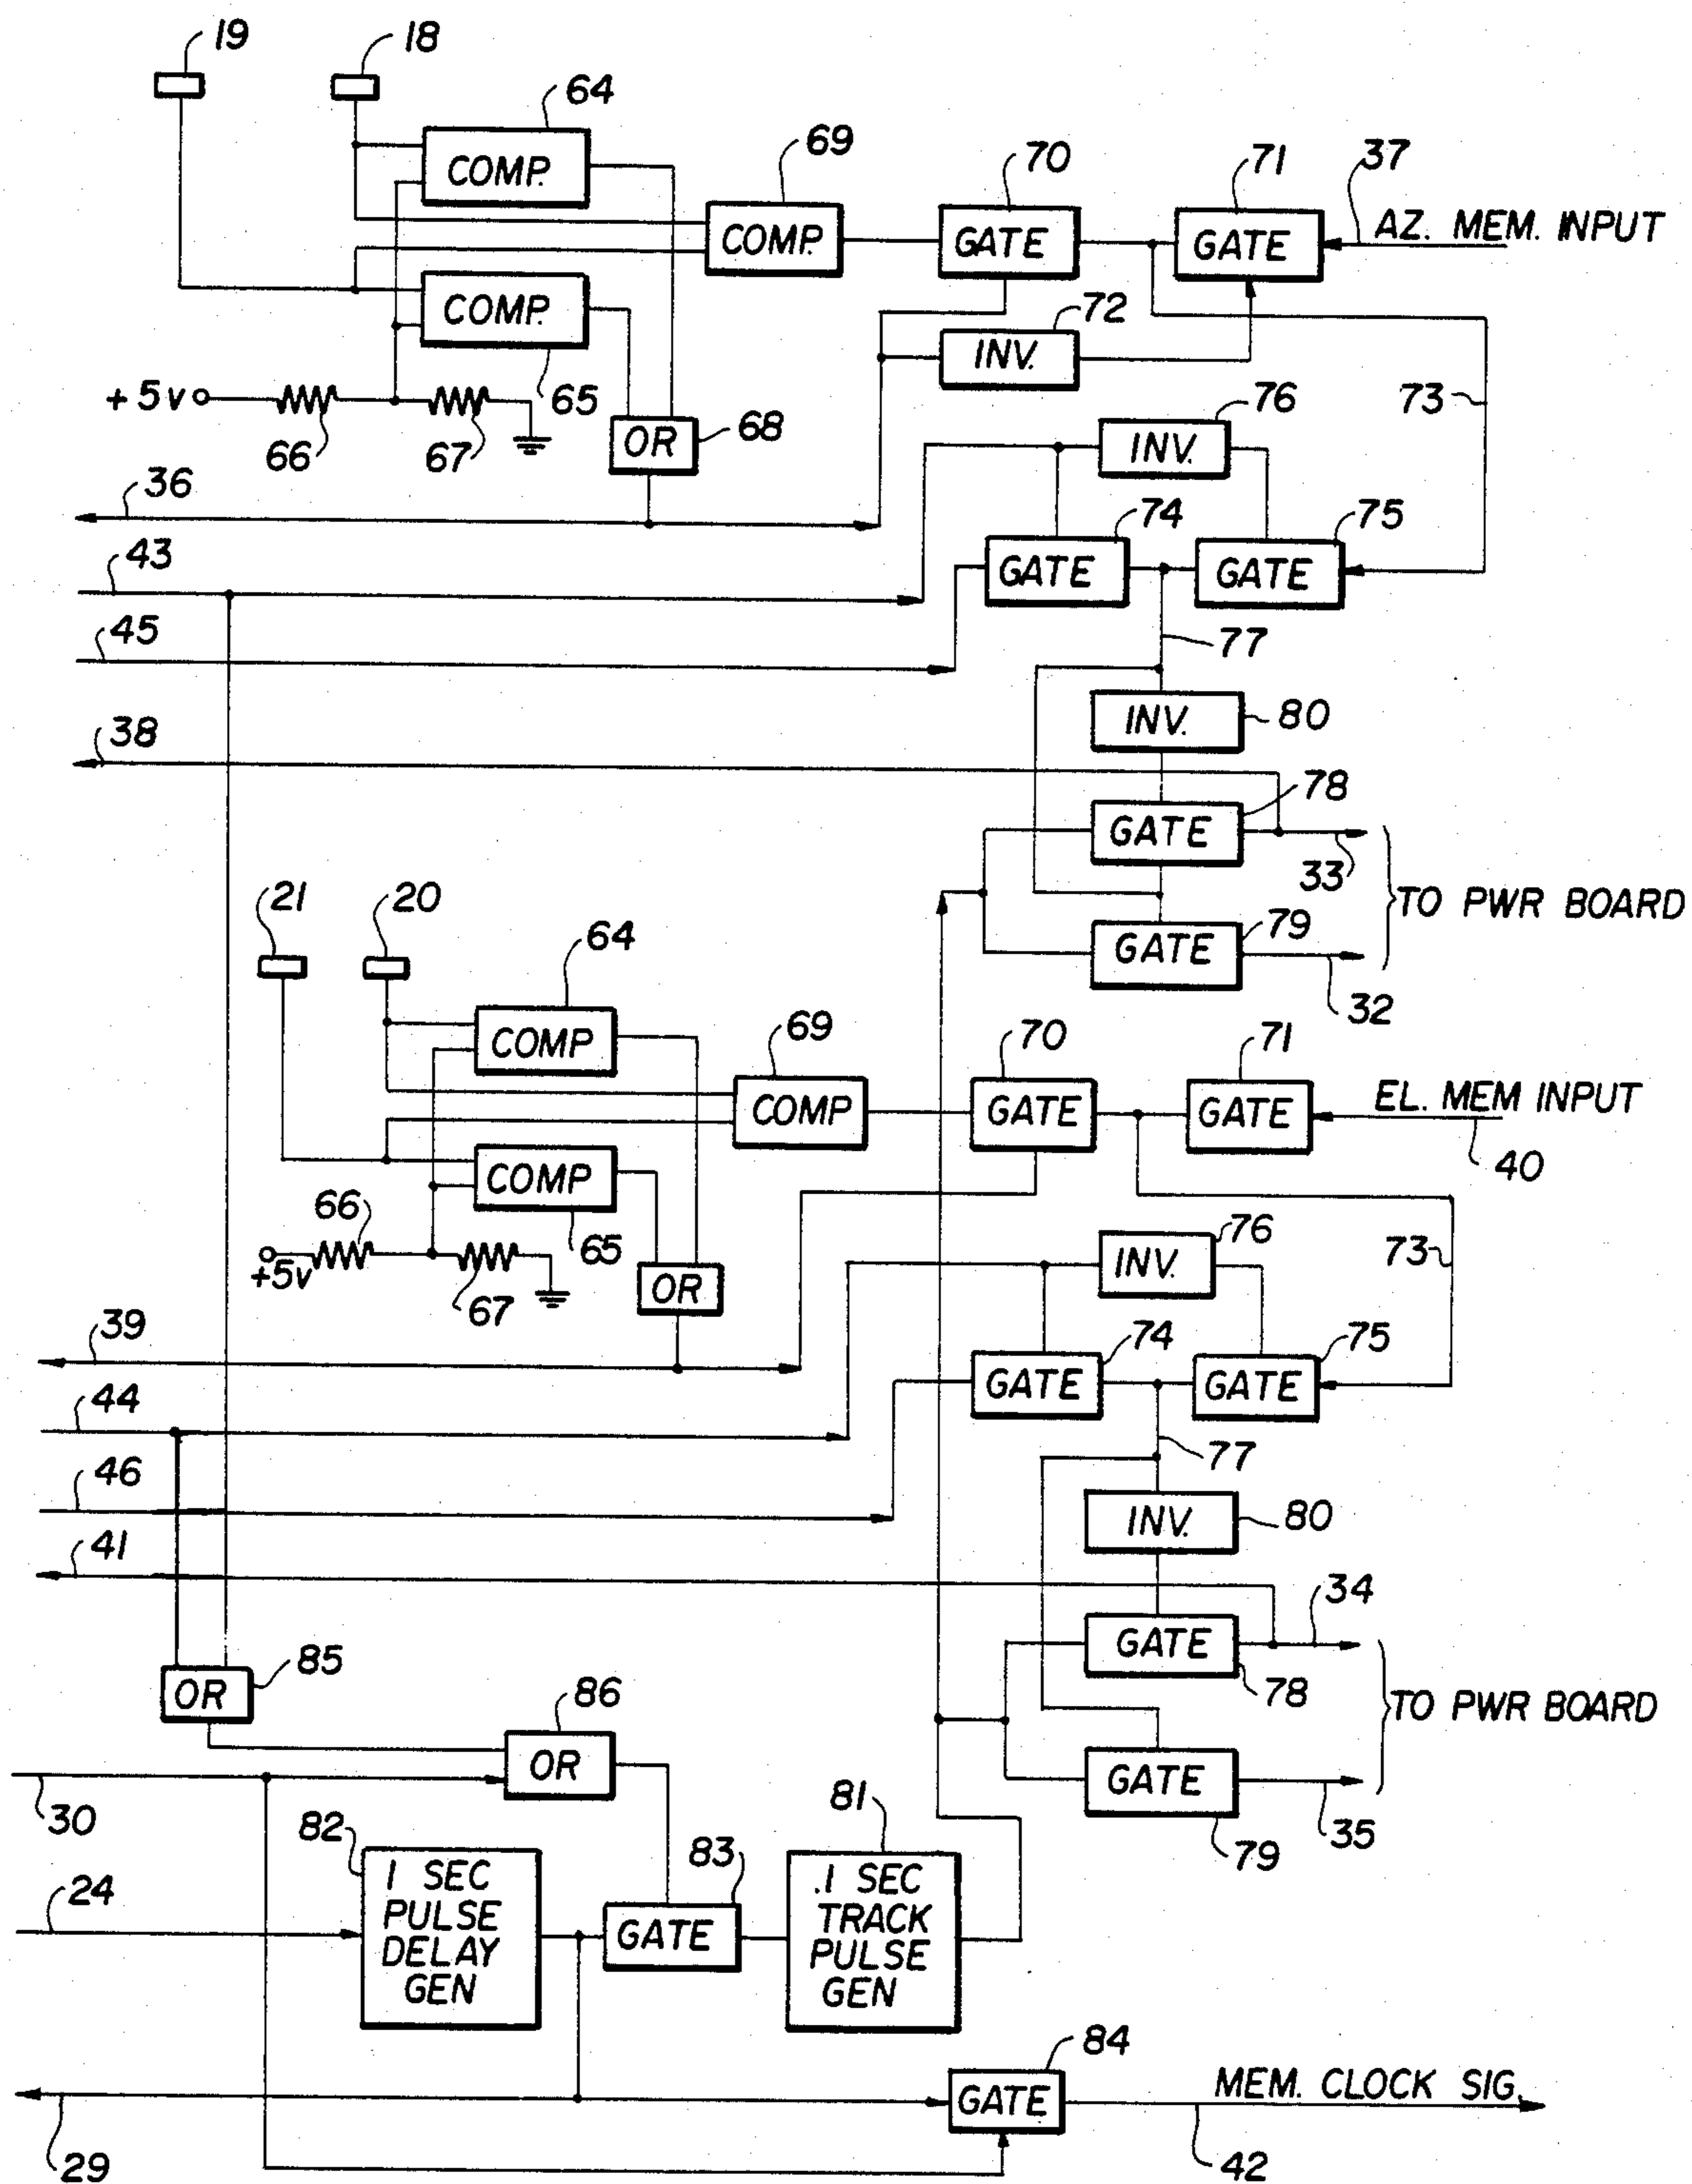 19
18
64
COMP.
69
COMP.
70
GATE
71
GATE
37
AZ. MEM. INPUT
COMP.
65
72
INV.
73
+5v
66
67
OR
68
76
INV.
36
74
GATE
75
GATE
43
45
77
INV.
80
38
78
GATE
33
TO PWR BOARD
79
GATE
32
21
20
64
COMP
69
COMP
70
GATE
71
GATE
EL. MEM INPUT
40
COMP
65
66
+5v
67
OR
76
INV.
73
39
74
GATE
75
GATE
44
77
46
INV.
80
41
34
GATE
78
TO PWR BOARD
GATE
79
35
85
OR
86
OR
30
82
1 SEC
PULSE
DELAY
GEN
83
GATE
81
.1 SEC
TRACK
PULSE
GEN
24
84
GATE
MEM. CLOCK SIG.
42
29